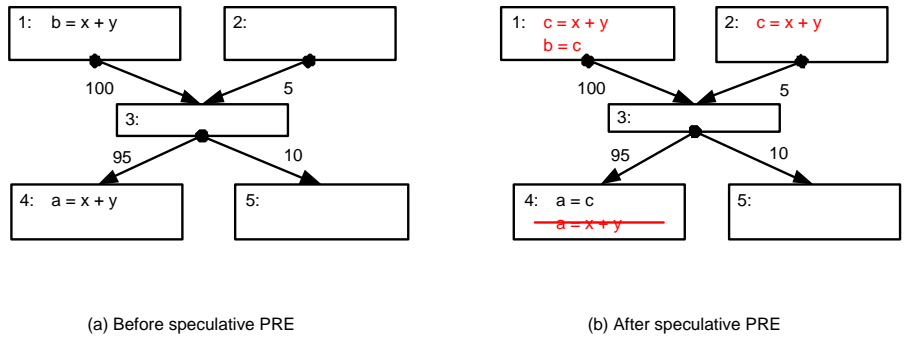 1: b = x + y
2:
100
5
3:
95
10
4: a = x + y
5:
(a) Before speculative PRE
1: c = x + y
b = c
2: c = x + y
100
5
3:
95
10
4: a = c
a = x + y
5:
(b) After speculative PRE